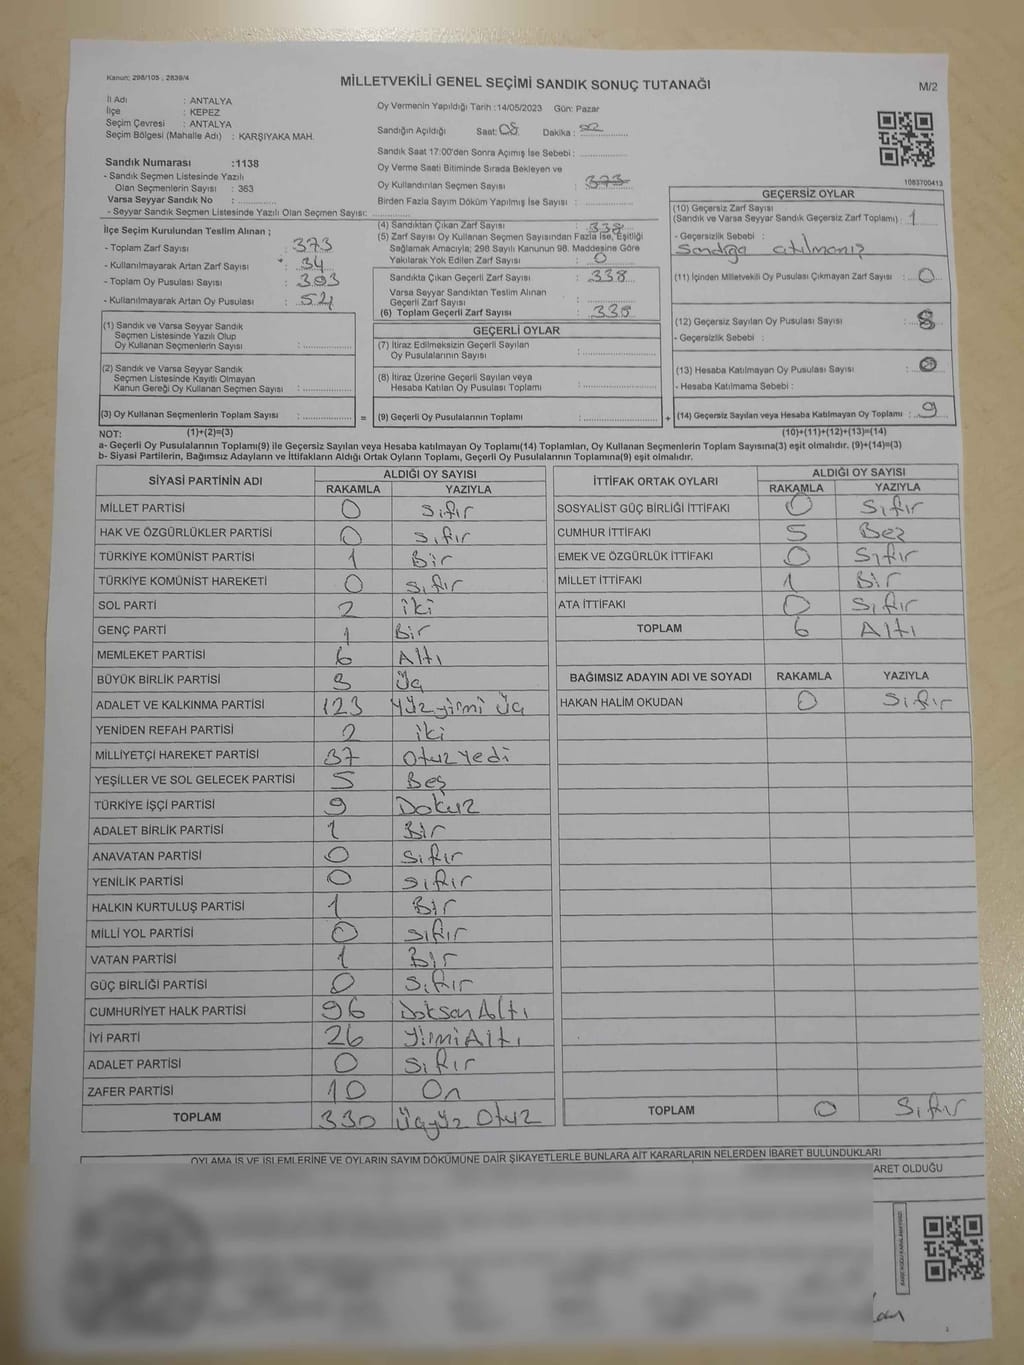 Kanun: 298/105 , 2839/4
MİLLETVEKİLİ GENEL SEÇİMİ SANDIK SONUÇ TUTANAĞI
M/2
İl Adı : ANTALYA
İlçe : KEPEZ
Seçim Çevresi : ANTALYA
Seçim Bölgesi (Mahalle Adı) : KARŞIYAKA MAH.
Sandık Numarası :1138
- Sandık Seçmen Listesinde Yazılı
Olan Seçmenlerin Sayısı : 363
Varsa Seyyar Sandık No :
- Seyyar Sandık Seçmen Listesinde Yazılı Olan Seçmen Sayısı:
İlçe Seçim Kurulundan Teslim Alınan ;
- Toplam Zarf Sayısı : 373
- Kullanılmayarak Artan Zarf Sayısı : 34
- Toplam Oy Pusulası Sayısı : 393
- Kullanılmayarak Artan Oy Pusulası : 54
Oy Vermenin Yapıldığı Tarih :14/05/2023 Gün: Pazar
Sandığın Açıldığı Saat: 08 Dakika :
Sandık Saat 17:00'den Sonra Açımış İse Sebebi :
Oy Verme Saati Bitiminde Sırada Bekleyen ve
Oy Kullandırılan Seçmen Sayısı : 373
Birden Fazla Sayım Döküm Yapılmış İse Sayısı :
(4) Sandıktan Çıkan Zarf Sayısı : 338
(5) Zarf Sayısı Oy Kullanan Seçmen Sayısından Fazla İse, Eşitliği
Sağlamak Amacıyla; 298 Sayılı Kanunun 98. Maddesine Göre
Yakılarak Yok Edilen Zarf Sayısı : 0
Sandıkta Çıkan Geçerli Zarf Sayısı : 338
Varsa Seyyar Sandıktan Teslim Alınan
Geçerli Zarf Sayısı :
(6) Toplam Geçerli Zarf Sayısı : 338
1083700413
GEÇERSİZ OYLAR
(10) Geçersiz Zarf Sayısı
(Sandık ve Varsa Seyyar Sandık Geçersiz Zarf Toplamı) : 1
- Geçersizlik Sebebi :
Sandığa atılmamış
(11) İçinden Milletvekili Oy Pusulası Çıkmayan Zarf Sayısı : 0
(12) Geçersiz Sayılan Oy Pusulası Sayısı : 8
- Geçersizlik Sebebi :
(13) Hesaba Katılmayan Oy Pusulası Sayısı :
- Hesaba Katılmama Sebebi :
(14) Geçersiz Sayılan veya Hesaba Katılmayan Oy Toplamı : 9
(10)+(11)+(12)+(13)=(14)
(1) Sandık ve Varsa Seyyar Sandık
Seçmen Listesinde Yazılı Olup
Oy Kullanan Seçmenlerin Sayısı :
(2) Sandık ve Varsa Seyyar Sandık
Seçmen Listesinde Kayıtlı Olmayan
Kanun Gereği Oy Kullanan Seçmen Sayısı :
(3) Oy Kullanan Seçmenlerin Toplam Sayısı : =
GEÇERLİ OYLAR
(7) İtiraz Edilmeksizin Geçerli Sayılan
Oy Pusulalarının Sayısı :
(8) İtiraz Üzerine Geçerli Sayılan veya
Hesaba Katılan Oy Pusulası Toplamı :
(9) Geçerli Oy Pusulalarının Toplamı : +
NOT: (1)+(2)=(3)
a- Geçerli Oy Pusulalarının Toplamı(9) ile Geçersiz Sayılan veya Hesaba katılmayan Oy Toplamı(14) Toplamları, Oy Kullanan Seçmenlerin Toplam Sayısına(3) eşit olmalıdır. (9)+(14)=(3)
b- Siyasi Partilerin, Bağımsız Adayların ve İttifakların Aldığı Ortak Oyların Toplamı, Geçerli Oy Pusulalarının Toplamına(9) eşit olmalıdır.
SİYASİ PARTİNİN ADI ALDIĞI OY SAYISI
RAKAMLA YAZIYLA
MİLLET PARTİSİ 0 Sıfır
HAK VE ÖZGÜRLÜKLER PARTİSİ 0 sıfır
TÜRKİYE KOMÜNİST PARTİSİ 1 Bir
TÜRKİYE KOMÜNİST HAREKETİ 0 sıfır
SOL PARTİ 2 iki
GENÇ PARTİ 1 Bir
MEMLEKET PARTİSİ 6 Altı
BÜYÜK BİRLİK PARTİSİ 3 Üç
ADALET VE KALKINMA PARTİSİ 123 Yüzyirmi Üç
YENİDEN REFAH PARTİSİ 2 iki
MİLLİYETÇİ HAREKET PARTİSİ 37 Otuzyedi
YEŞİLLER VE SOL GELECEK PARTİSİ 5 Beş
TÜRKİYE İŞÇİ PARTİSİ 9 Dokuz
ADALET BİRLİK PARTİSİ 1 Bir
ANAVATAN PARTİSİ 0 sıfır
YENİLİK PARTİSİ 0 sıfır
HALKIN KURTULUŞ PARTİSİ 1 Bir
MİLLİ YOL PARTİSİ 0 sıfır
VATAN PARTİSİ 1 Bir
GÜÇ BİRLİĞİ PARTİSİ 0 sıfır
CUMHURİYET HALK PARTİSİ 96 Doksan Altı
İYİ PARTİ 26 YirmiAltı
ADALET PARTİSİ 0 sıfır
ZAFER PARTİSİ 10 On
TOPLAM 330 Üçyüz Otuz
İTTİFAK ORTAK OYLARI ALDIĞI OY SAYISI
RAKAMLA YAZIYLA
SOSYALİST GÜÇ BİRLİĞİ İTTİFAKI 0 Sıfır
CUMHUR İTTİFAKI 5 Beş
EMEK VE ÖZGÜRLÜK İTTİFAKI 0 Sıfır
MİLLET İTTİFAKI 1 Bir
ATA İTTİFAKI 0 Sıfır
TOPLAM 6 Altı
BAĞIMSIZ ADAYIN ADI VE SOYADI RAKAMLA YAZIYLA
HAKAN HALİM OKUDAN 0 Sıfır
TOPLAM 0 Sıfır
OYLAMA İŞ VE İŞLEMLERİNE VE OYLARIN SAYIM DÖKÜMÜNE DAİR ŞİKAYETLERLE BUNLARA AİT KARARLARIN NELERDEN İBARET BULUNDUKLARI
ARET OLDUĞU